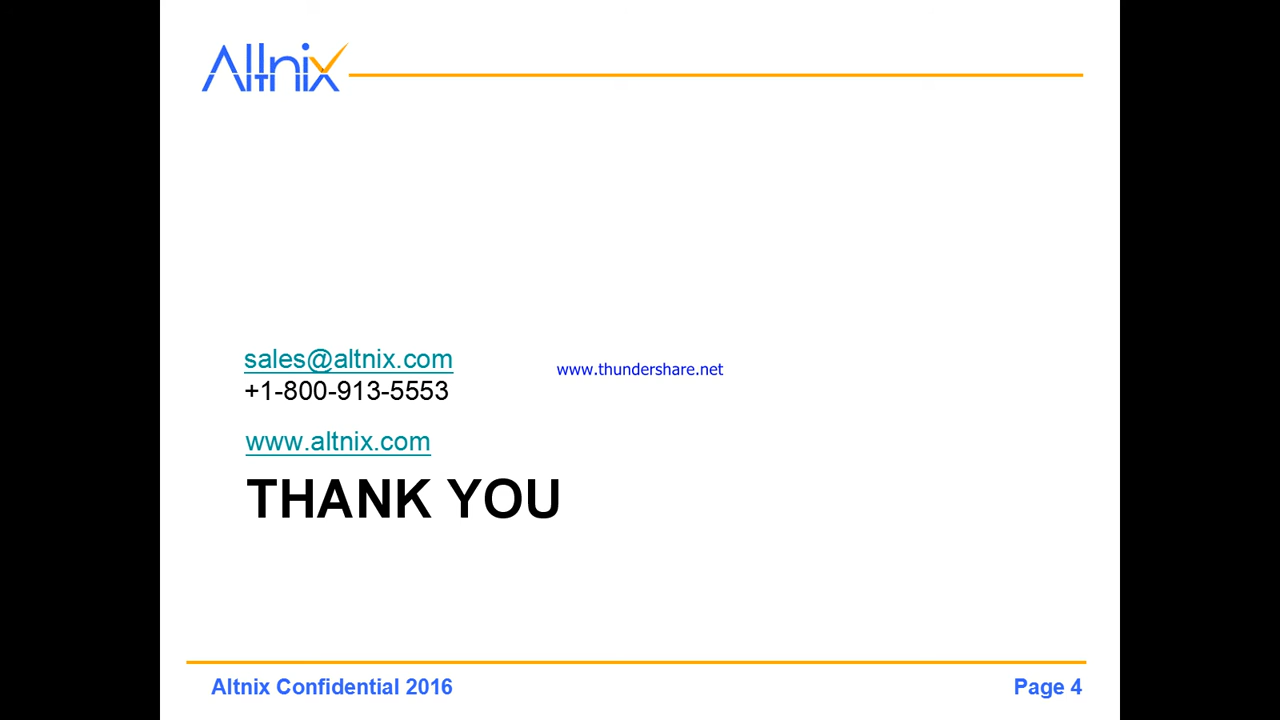 Altnix
sales@altnix.com
www.thundershare.net
+1-800-913-5553
www.altnix.com
THANK YOU
Altnix Confidential 2016
Page 4